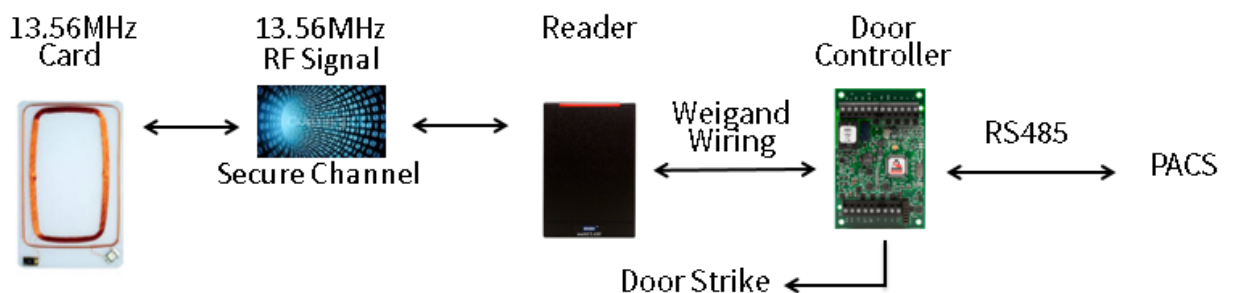 13.56MHz
Card
13.56MHz
RF Signal
Secure Channel
Reader
Weigand
Wiring
Door
Controller
RS485
PACS
Door Strike